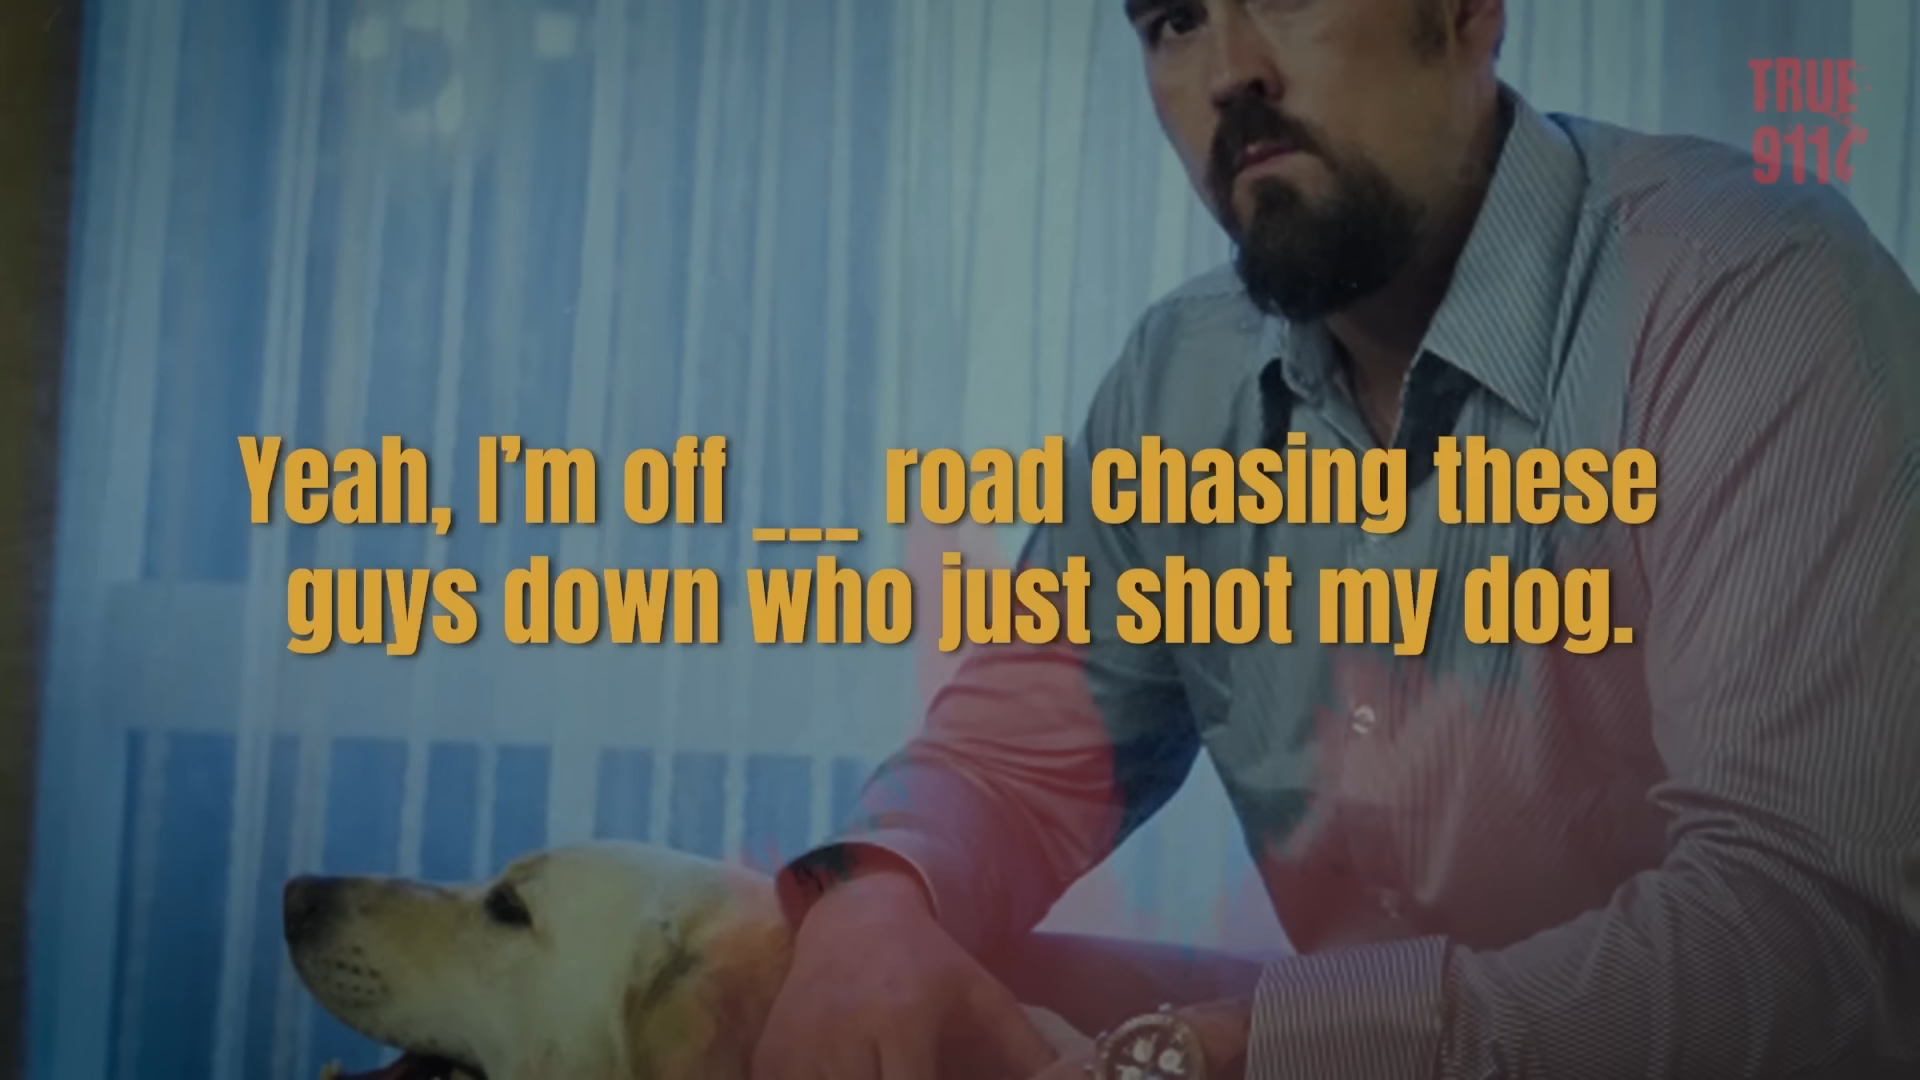 TRUE
911
Yeah, I’m off ___ road chasing these
guys down who just shot my dog.